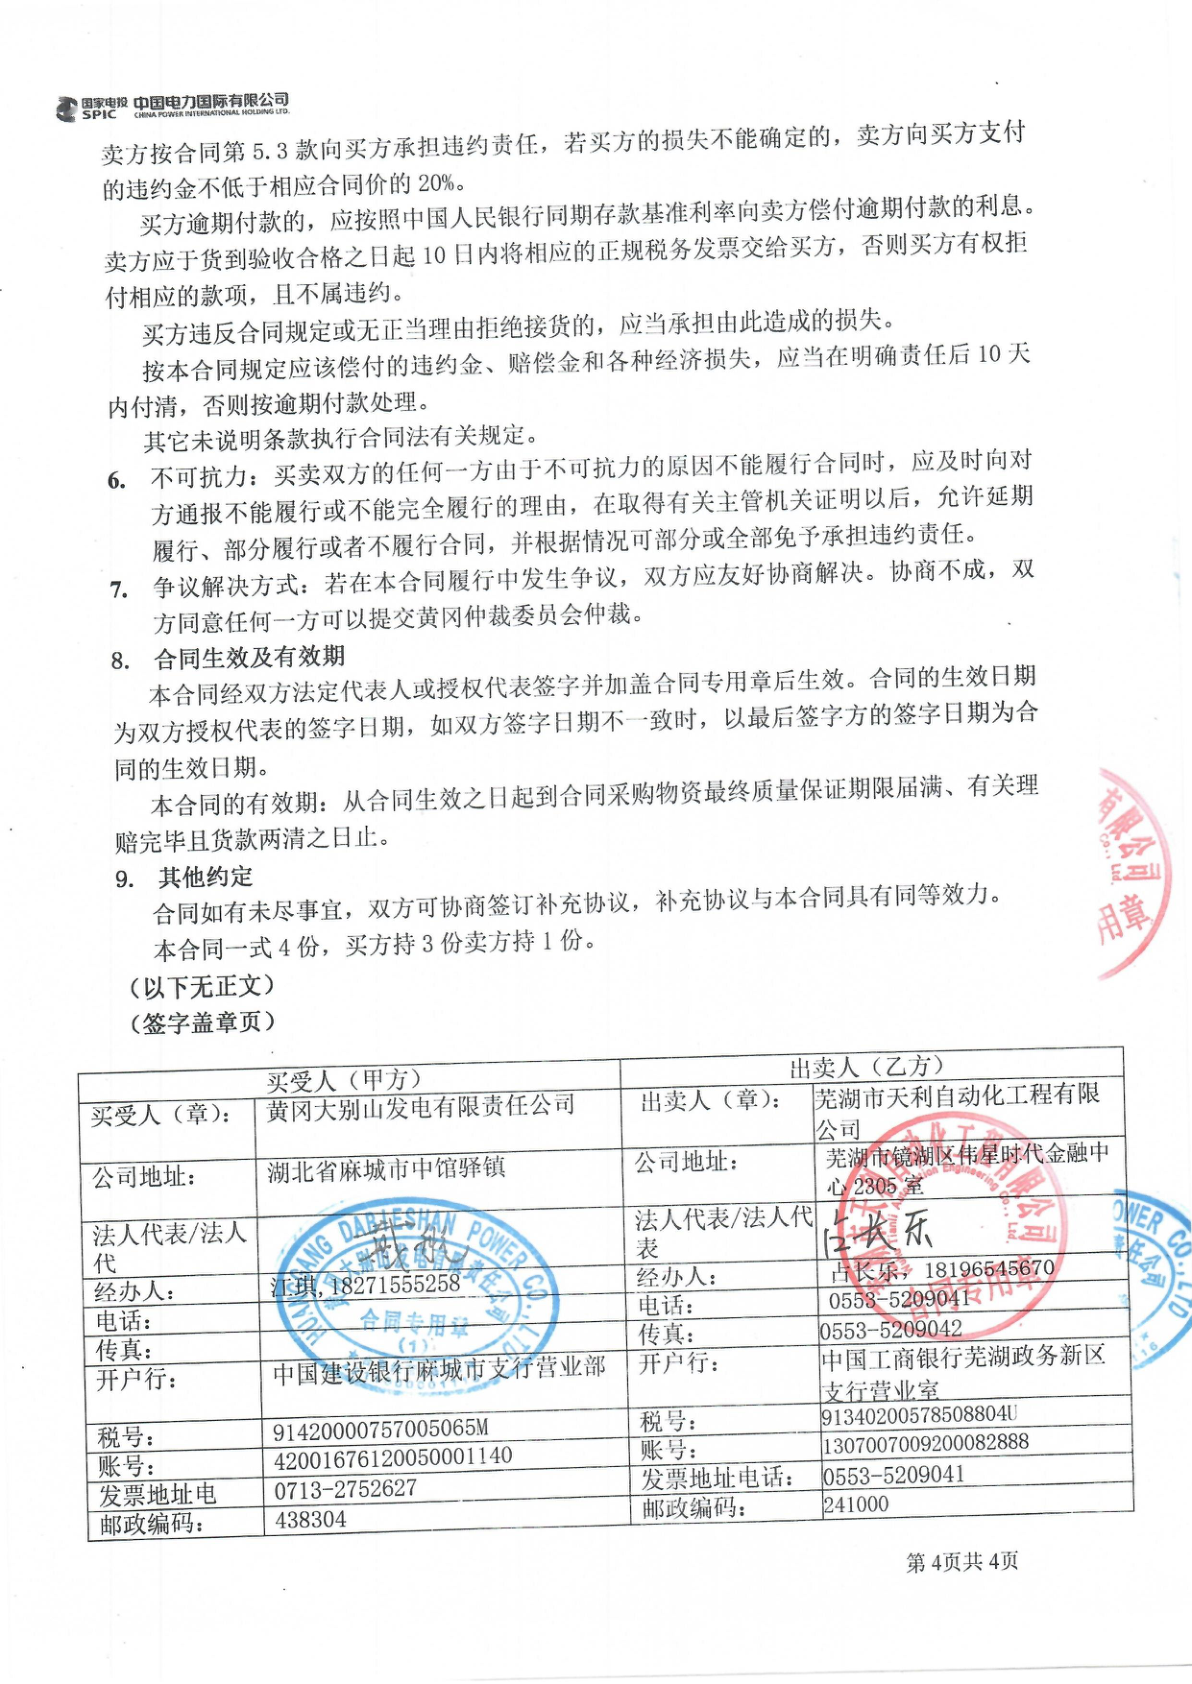 国家电投 中国电力国际有限公司
SPIC CHINA POWER INTERNATIONAL HOLDING LTD.
卖方按合同第 5.3 款向买方承担违约责任，若买方的损失不能确定的，卖方向买方支付
的违约金不低于相应合同价的 20%。
买方逾期付款的，应按照中国人民银行同期存款基准利率向卖方偿付逾期付款的利息。
卖方应于货到验收合格之日起 10 日内将相应的正规税务发票交给买方，否则买方有权拒
付相应的款项，且不属违约。
买方违反合同规定或无正当理由拒绝接货的，应当承担由此造成的损失。
按本合同规定应该偿付的违约金、赔偿金和各种经济损失，应当在明确责任后 10 天
内付清，否则按逾期付款处理。
其它未说明条款执行合同法有关规定。
6. 不可抗力：买卖双方的任何一方由于不可抗力的原因不能履行合同时，应及时向对
方通报不能履行或不能完全履行的理由，在取得有关主管机关证明以后，允许延期
履行、部分履行或者不履行合同，并根据情况可部分或全部免予承担违约责任。
7. 争议解决方式：若在本合同履行中发生争议，双方应友好协商解决。协商不成，双
方同意任何一方可以提交黄冈仲裁委员会仲裁。
8. 合同生效及有效期
本合同经双方法定代表人或授权代表签字并加盖合同专用章后生效。合同的生效日期
为双方授权代表的签字日期，如双方签字日期不一致时，以最后签字方的签字日期为合
同的生效日期。
本合同的有效期：从合同生效之日起到合同采购物资最终质量保证期限届满、有关理
赔完毕且货款两清之日止。
有限公司
Co., Ltd.
用章
9. 其他约定
合同如有未尽事宜，双方可协商签订补充协议，补充协议与本合同具有同等效力。
本合同一式 4 份，买方持 3 份卖方持 1 份。
（以下无正文）
（签字盖章页）
买受人（甲方） 出卖人（乙方）
买受人（章）： 黄冈大别山发电有限责任公司 出卖人（章）： 芜湖市天利自动化工程有限
公司
公司地址： 湖北省麻城市中馆驿镇 公司地址： 芜湖市镜湖区伟星时代金融中
心 2305 室
法人代表/法人
代
法人代表/法人代
表
占长乐
经办人： 江琪,18271555258 经办人： 占长乐，18196545670
电话： 电话： 0553-5209041
传真： 传真： 0553-5209042
开户行： 中国建设银行麻城市支行营业部 开户行： 中国工商银行芜湖政务新区
支行营业室
税号： 91420000757005065M 税号： 91340200578508804U
账号： 42001676120050001140 账号： 1307007009200082888
发票地址电 0713-2752627 发票地址电话： 0553-5209041
邮政编码： 438304 邮政编码： 241000
HUANGGANG DABIESHAN POWER CO.,LTD
合同专用章
(1)
合同专用章
OWER CO.,LTD
任公司
第 4页共 4页